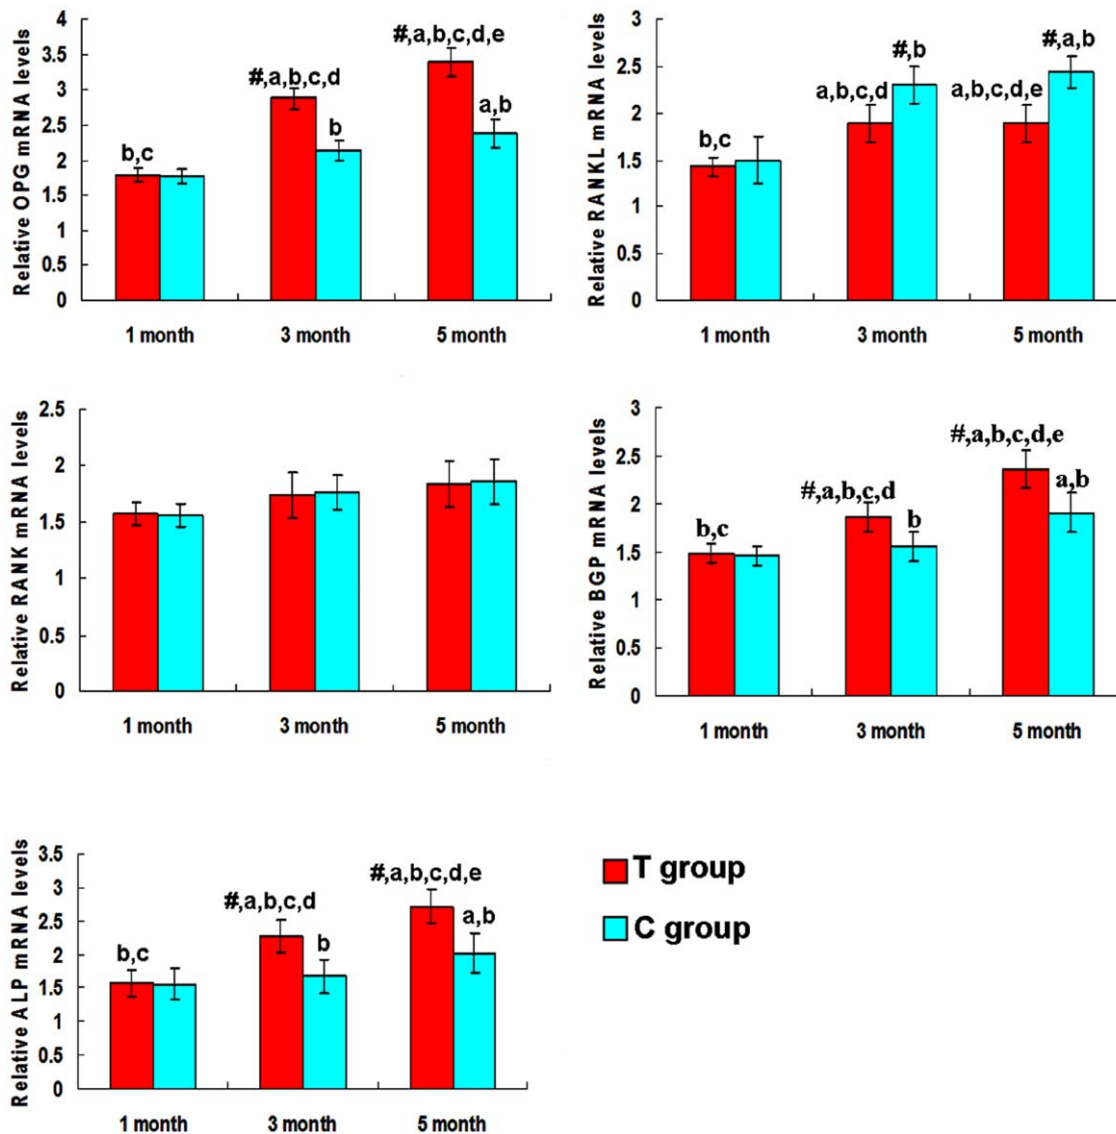 Relative OPG mRNA levels
4
3.5
3
2.5
2
1.5
1
0.5
0
b,c
#,a,b,c,d
b
#,a,b,c,d,e
a,b
1 month
3 month
5 month
Relative RANKL mRNA levels
3
2.5
2
1.5
1
0.5
0
b,c
a,b,c,d
#,b
a,b,c,d,e
#,a,b
1 month
3 month
5 month
Relative RANK mRNA levels
2.5
2
1.5
1
0.5
0
1 month
3 month
5 month
Relative BGP mRNA levels
3
2.5
2
1.5
1
0.5
0
b,c
#,a,b,c,d
b
#,a,b,c,d,e
a,b
1 month
3 month
5 month
Relative ALP mRNA levels
3.5
3
2.5
2
1.5
1
0.5
0
b,c
#,a,b,c,d
b
#,a,b,c,d,e
a,b
1 month
3 month
5 month
T group
C group